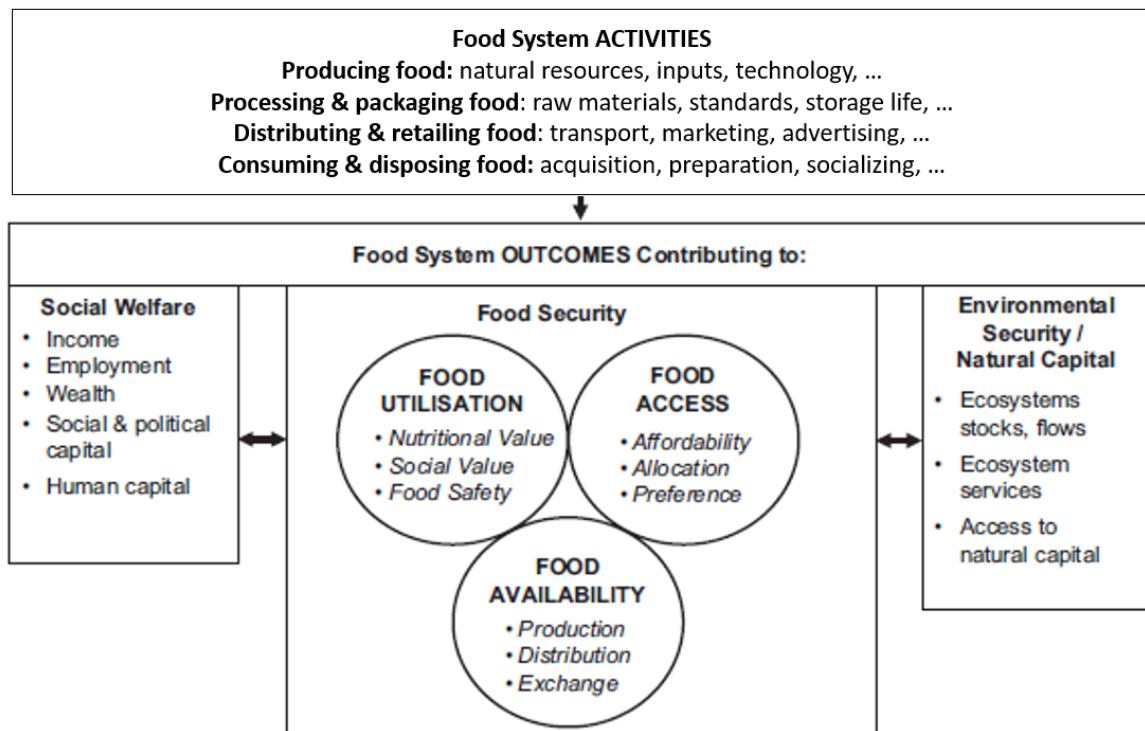 Food System ACTIVITIES
Producing food: natural resources, inputs, technology, …
Processing & packaging food: raw materials, standards, storage life, …
Distributing & retailing food: transport, marketing, advertising, …
Consuming & disposing food: acquisition, preparation, socializing, …
Food System OUTCOMES Contributing to:
Social Welfare
• Income
• Employment
• Wealth
• Social & political
capital
• Human capital
Food Security
FOOD
UTILISATION
• Nutritional Value
• Social Value
• Food Safety
FOOD
ACCESS
• Affordability
• Allocation
• Preference
FOOD
AVAILABILITY
• Production
• Distribution
• Exchange
Environmental
Security /
Natural Capital
• Ecosystems
stocks, flows
• Ecosystem
services
• Access to
natural capital